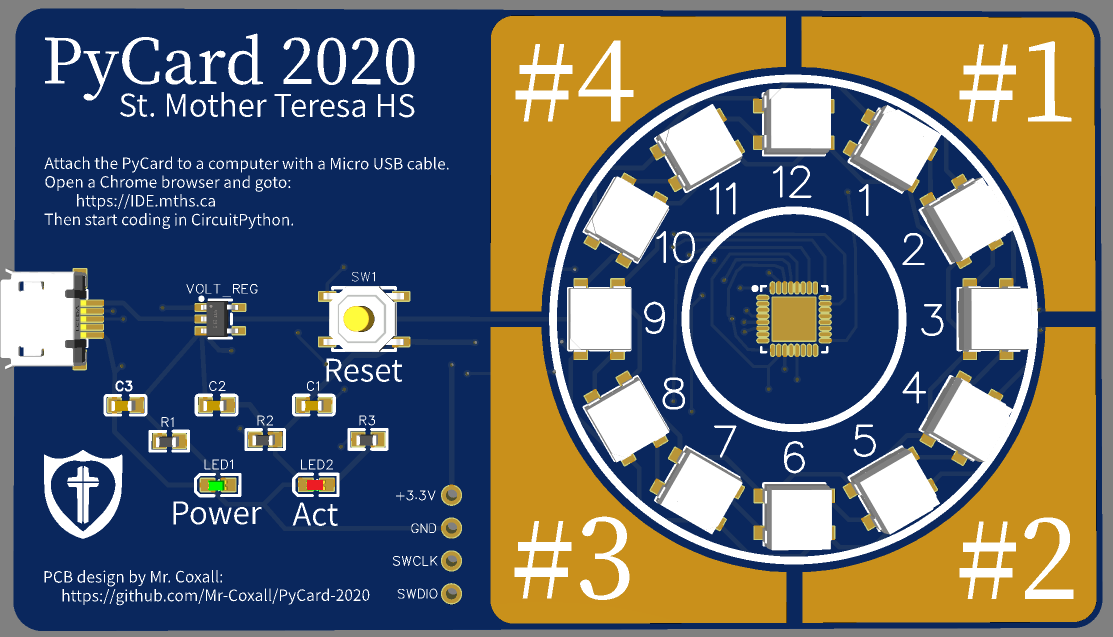 PyCard 2020
St. Mother Teresa HS
Attach the PyCard to a computer with a Micro USB cable.
Open a Chrome browser and goto:
https://IDE.mths.ca
Then start coding in CircuitPython.
VOLT_REG
SW1
Reset
C3
C2
C1
R1
R2
R3
LED1
LED2
Power
Act
+3.3V
GND
SWCLK
SWDIO
PCB design by Mr. Coxall:
https://github.com/Mr-Coxall/PyCard-2020
#4
#1
12
11
1
10
2
9
3
8
4
7
5
6
#3
#2